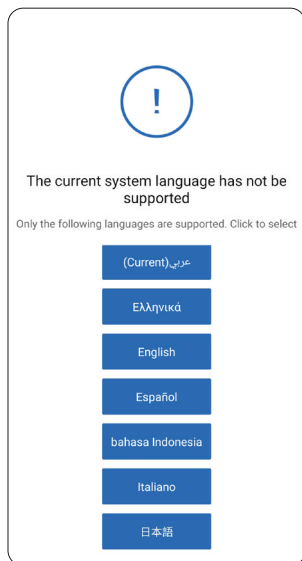 !
The current system language has not be
supported
Only the following languages are supported. Click to select
عربي(Current)
Ελληνικά
English
Español
bahasa Indonesia
Italiano
日本語